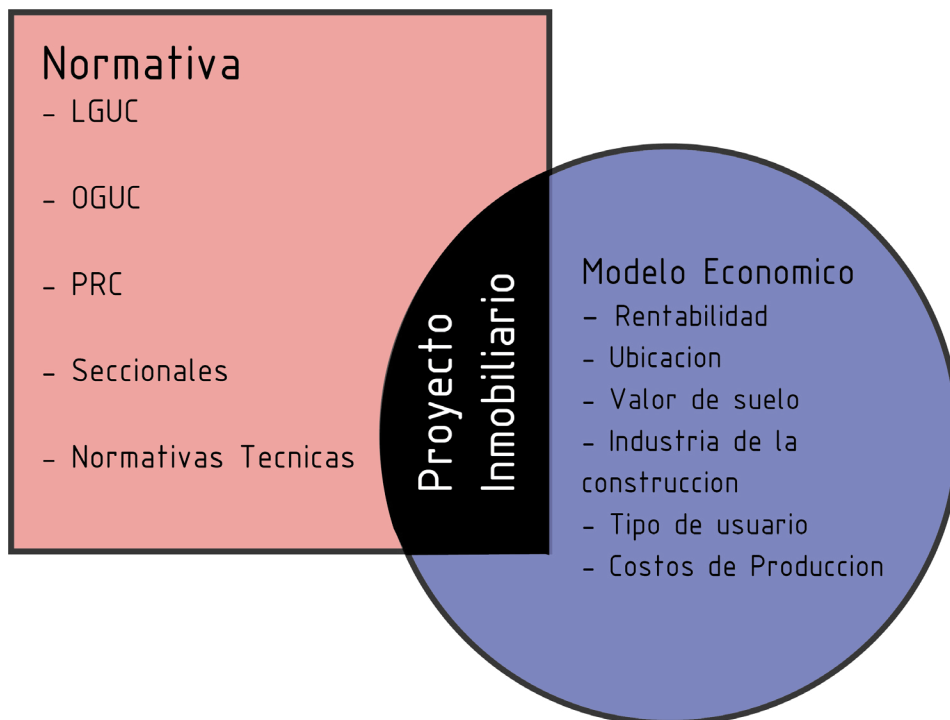 Normativa
- LGUC
- OGUC
- PRC
- Seccionales
- Normativas Tecnicas
Proyecto
Inmobiliario
Modelo Economico
- Rentabilidad
- Ubicacion
- Valor de suelo
- Industria de la
construccion
- Tipo de usuario
- Costos de Produccion